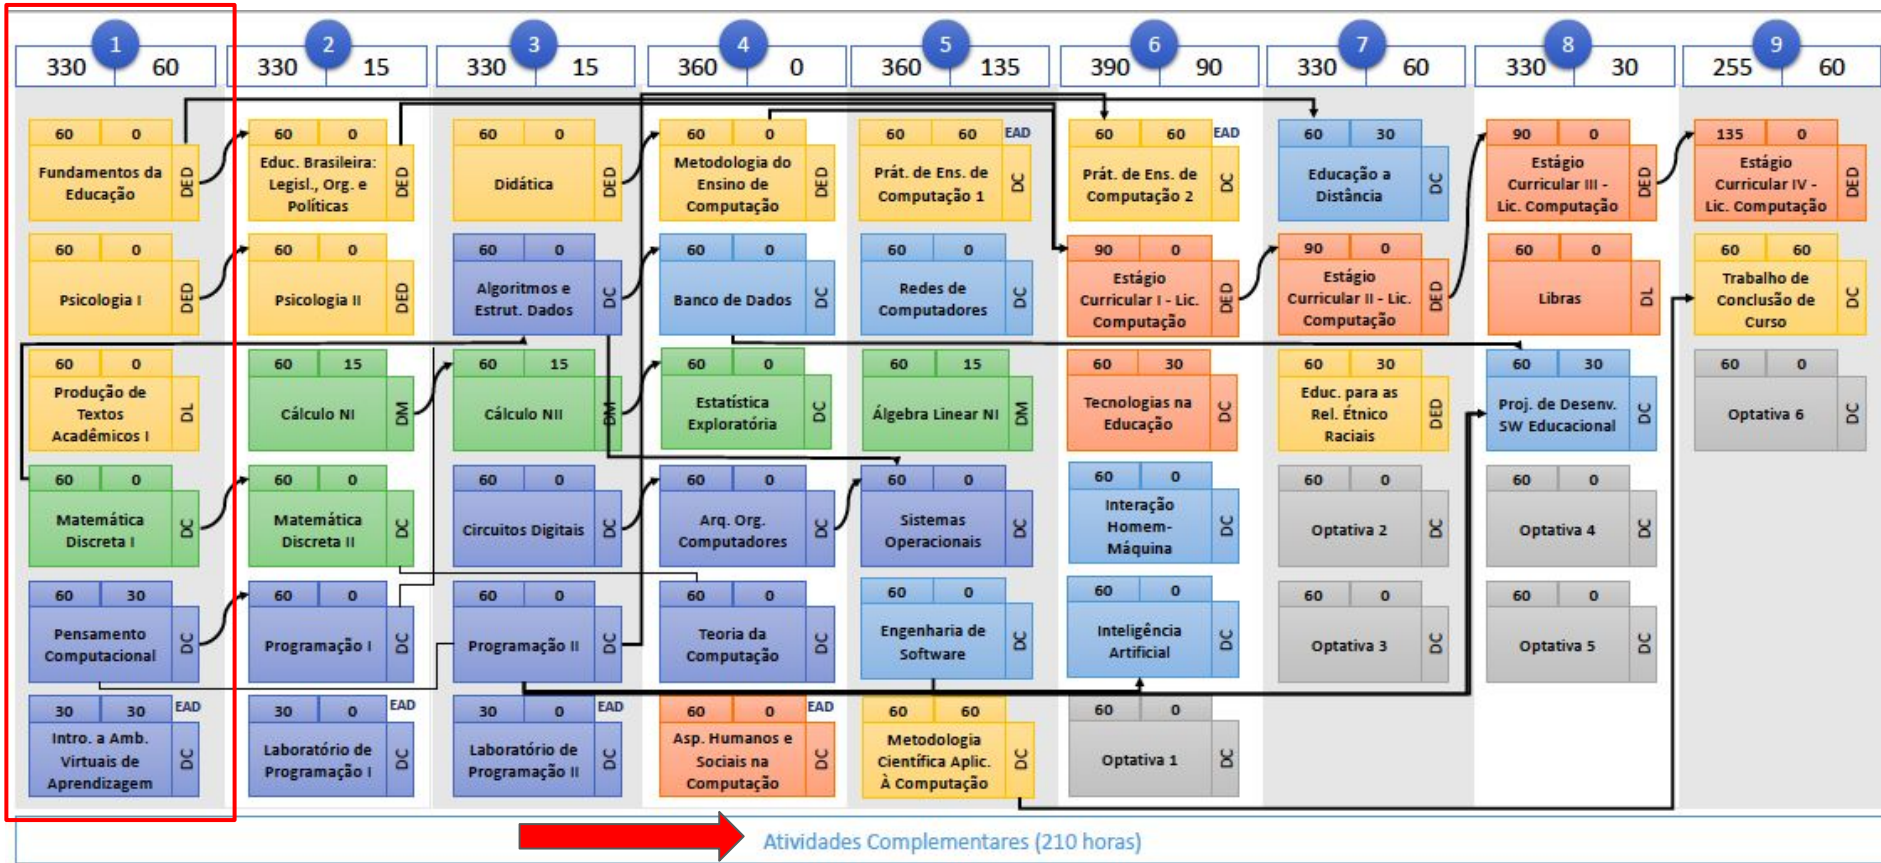 1 2 3 4 5 6 7 8 9
330 60 330 15 330 15 360 0 360 135 390 90 330 60 330 30 255 60
60 0
Fundamentos da
Educação
DED
60 0
Psicologia I
DED
60 0
Produção de
Textos
Acadêmicos I
DL
60 0
Matemática
Discreta I
DC
60 30
Pensamento
Computacional
DC
30 30 EAD
Intro. a Amb.
Virtuais de
Aprendizagem
DC
60 0
Educ. Brasileira:
Legisl., Org. e
Políticas
DED
60 0
Psicologia II
DED
60 15
Cálculo NI
DM
60 0
Matemática
Discreta II
DC
60 0
Programação I
DC
30 0 EAD
Laboratório de
Programação I
DC
60 0
Didática
DED
60 0
Algoritmos e
Estrut. Dados
DC
60 15
Cálculo NII
DM
60 0
Circuitos Digitais
DC
60 0
Programação II
DC
30 0 EAD
Laboratório de
Programação II
DC
60 0
Metodologia do
Ensino de
Computação
DED
60 0
Banco de Dados
DC
60 0
Estatística
Exploratória
DC
60 0
Arq. Org.
Computadores
DC
60 0
Teoria da
Computação
DC
60 0 EAD
Asp. Humanos e
Sociais na
Computação
DC
60 60 EAD
Prát. de Ens. de
Computação 1
DC
60 0
Redes de
Computadores
DC
60 15
Álgebra Linear NI
DM
60 0
Sistemas
Operacionais
DC
60 0
Engenharia de
Software
DC
60 60
Metodologia
Científica Aplic.
À Computação
DC
60 60 EAD
Prát. de Ens. de
Computação 2
DC
90 0
Estágio
Curricular I - Lic.
Computação
DED
60 30
Tecnologias na
Educação
DC
60 0
Interação
Homem-
Máquina
DC
60 0
Inteligência
Artificial
DC
60 0
Optativa 1
DC
60 30
Educação a
Distância
DC
90 0
Estágio
Curricular II - Lic.
Computação
DED
60 30
Educ. para as
Rel. Étnico
Raciais
DED
60 0
Optativa 2
DC
60 0
Optativa 3
DC
90 0
Estágio
Curricular III -
Lic. Computação
DED
60 0
Libras
DL
60 30
Proj. de Desenv.
SW Educacional
DC
60 0
Optativa 4
DC
60 0
Optativa 5
DC
135 0
Estágio
Curricular IV -
Lic. Computação
DED
60 60
Trabalho de
Conclusão de
Curso
DC
60 0
Optativa 6
DC
Atividades Complementares (210 horas)